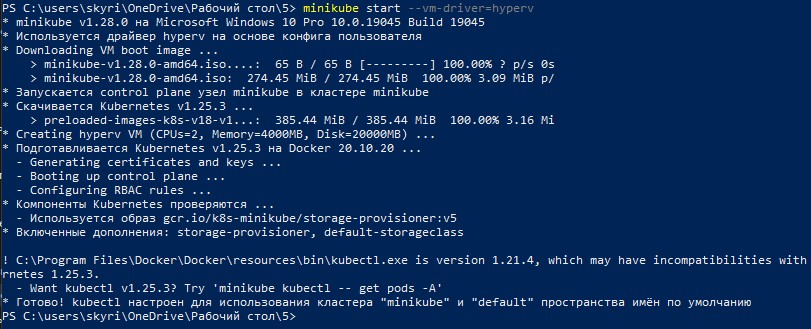 PS C:\users\skyri\OneDrive\Рабочий стол\5> minikube start --vm-driver=hyperv
* minikube v1.28.0 на Microsoft Windows 10 Pro 10.0.19045 Build 19045
* Используется драйвер hyperv на основе конфига пользователя
* Downloading VM boot image ...
    > minikube-v1.28.0-amd64.iso....:  65 B / 65 B [---------] 100.00% ? p/s 0s
    > minikube-v1.28.0-amd64.iso:  274.45 MiB / 274.45 MiB  100.00% 3.09 MiB p/
* Запускается control plane узел minikube в кластере minikube
* Скачивается Kubernetes v1.25.3 ...
    > preloaded-images-k8s-v18-v1...:  385.44 MiB / 385.44 MiB  100.00% 3.16 Mi
* Creating hyperv VM (CPUs=2, Memory=4000MB, Disk=20000MB) ...
* Подготавливается Kubernetes v1.25.3 на Docker 20.10.20 ...
  - Generating certificates and keys ...
  - Booting up control plane ...
  - Configuring RBAC rules ...
* Компоненты Kubernetes проверяются ...
  - Используется образ gcr.io/k8s-minikube/storage-provisioner:v5
* Включенные дополнения: storage-provisioner, default-storageclass
! C:\Program Files\Docker\Docker\resources\bin\kubectl.exe is version 1.21.4, which may have incompatibilities with
rnetes 1.25.3.
  - Want kubectl v1.25.3? Try 'minikube kubectl -- get pods -A'
* Готово! kubectl настроен для использования кластера "minikube" и "default" пространства имён по умолчанию
PS C:\users\skyri\OneDrive\Рабочий стол\5>